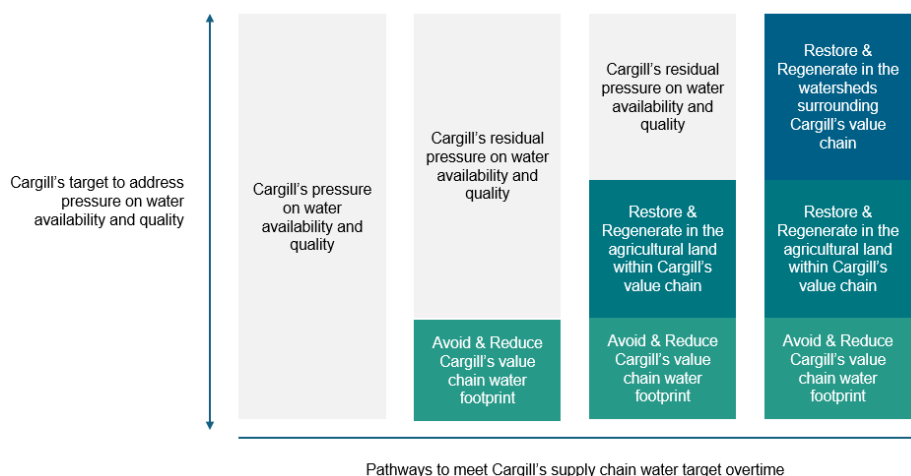 Cargill's target to address
pressure on water
availability and quality
Cargill's pressure
on water
availability and
quality
Cargill's residual
pressure on water
availability and
quality
Avoid & Reduce
Cargill's value
chain water
footprint
Cargill's residual
pressure on water
availability and
quality
Restore &
Regenerate in the
agricultural land
within Cargill's
value chain
Avoid & Reduce
Cargill's value
chain water
footprint
Restore &
Regenerate in the
watersheds
surrounding
Cargill's value
chain
Restore &
Regenerate in the
agricultural land
within Cargill's
value chain
Avoid & Reduce
Cargill's value
chain water
footprint
Pathways to meet Cargill's supply chain water target overtime